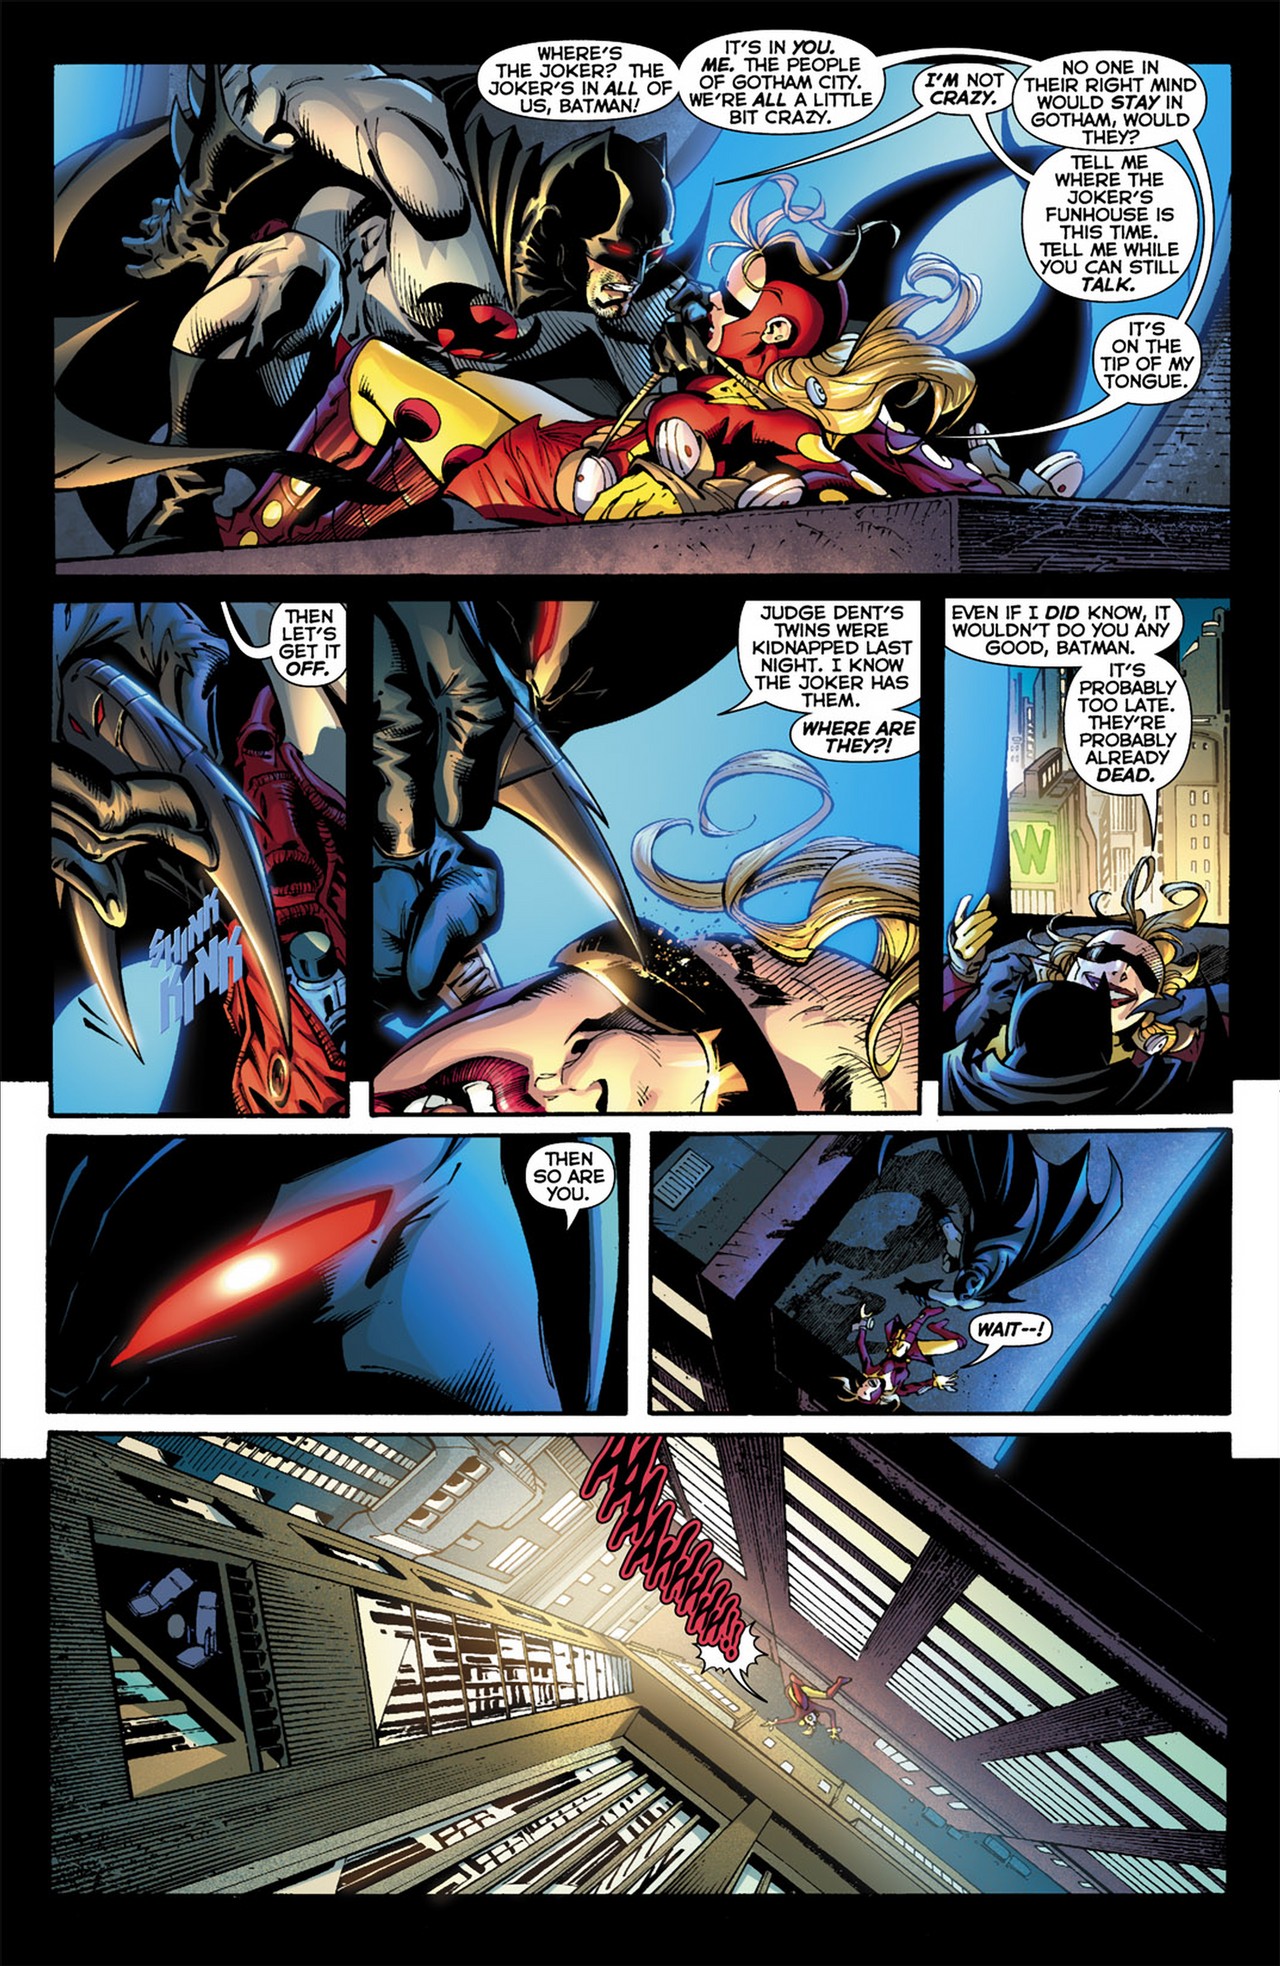 WHERE'S
THE JOKER? THE
JOKER'S IN ALL OF
US, BATMAN!
IT'S IN YOU.
ME. THE PEOPLE
OF GOTHAM CITY.
WE'RE ALL A LITTLE
BIT CRAZY.
I'M NOT
CRAZY.
NO ONE IN
THEIR RIGHT MIND
WOULD STAY IN
GOTHAM, WOULD
THEY?
TELL ME
WHERE THE
JOKER'S
FUNHOUSE IS
THIS TIME.
TELL ME WHILE
YOU CAN STILL
TALK.
IT'S
ON THE
TIP OF MY
TONGUE.
THEN
LET'S
GET IT
OFF.
SHINK
KINK
JUDGE DENT'S
TWINS WERE
KIDNAPPED LAST
NIGHT. I KNOW
THE JOKER HAS
THEM.
WHERE ARE
THEY?!
EVEN IF I DID KNOW, IT
WOULDN'T DO YOU ANY
GOOD, BATMAN.
IT'S
PROBABLY
TOO LATE.
THEY'RE
PROBABLY
ALREADY
DEAD.
W
THEN
SO ARE
YOU.
WAIT--!
AAAAAHHHHH!!